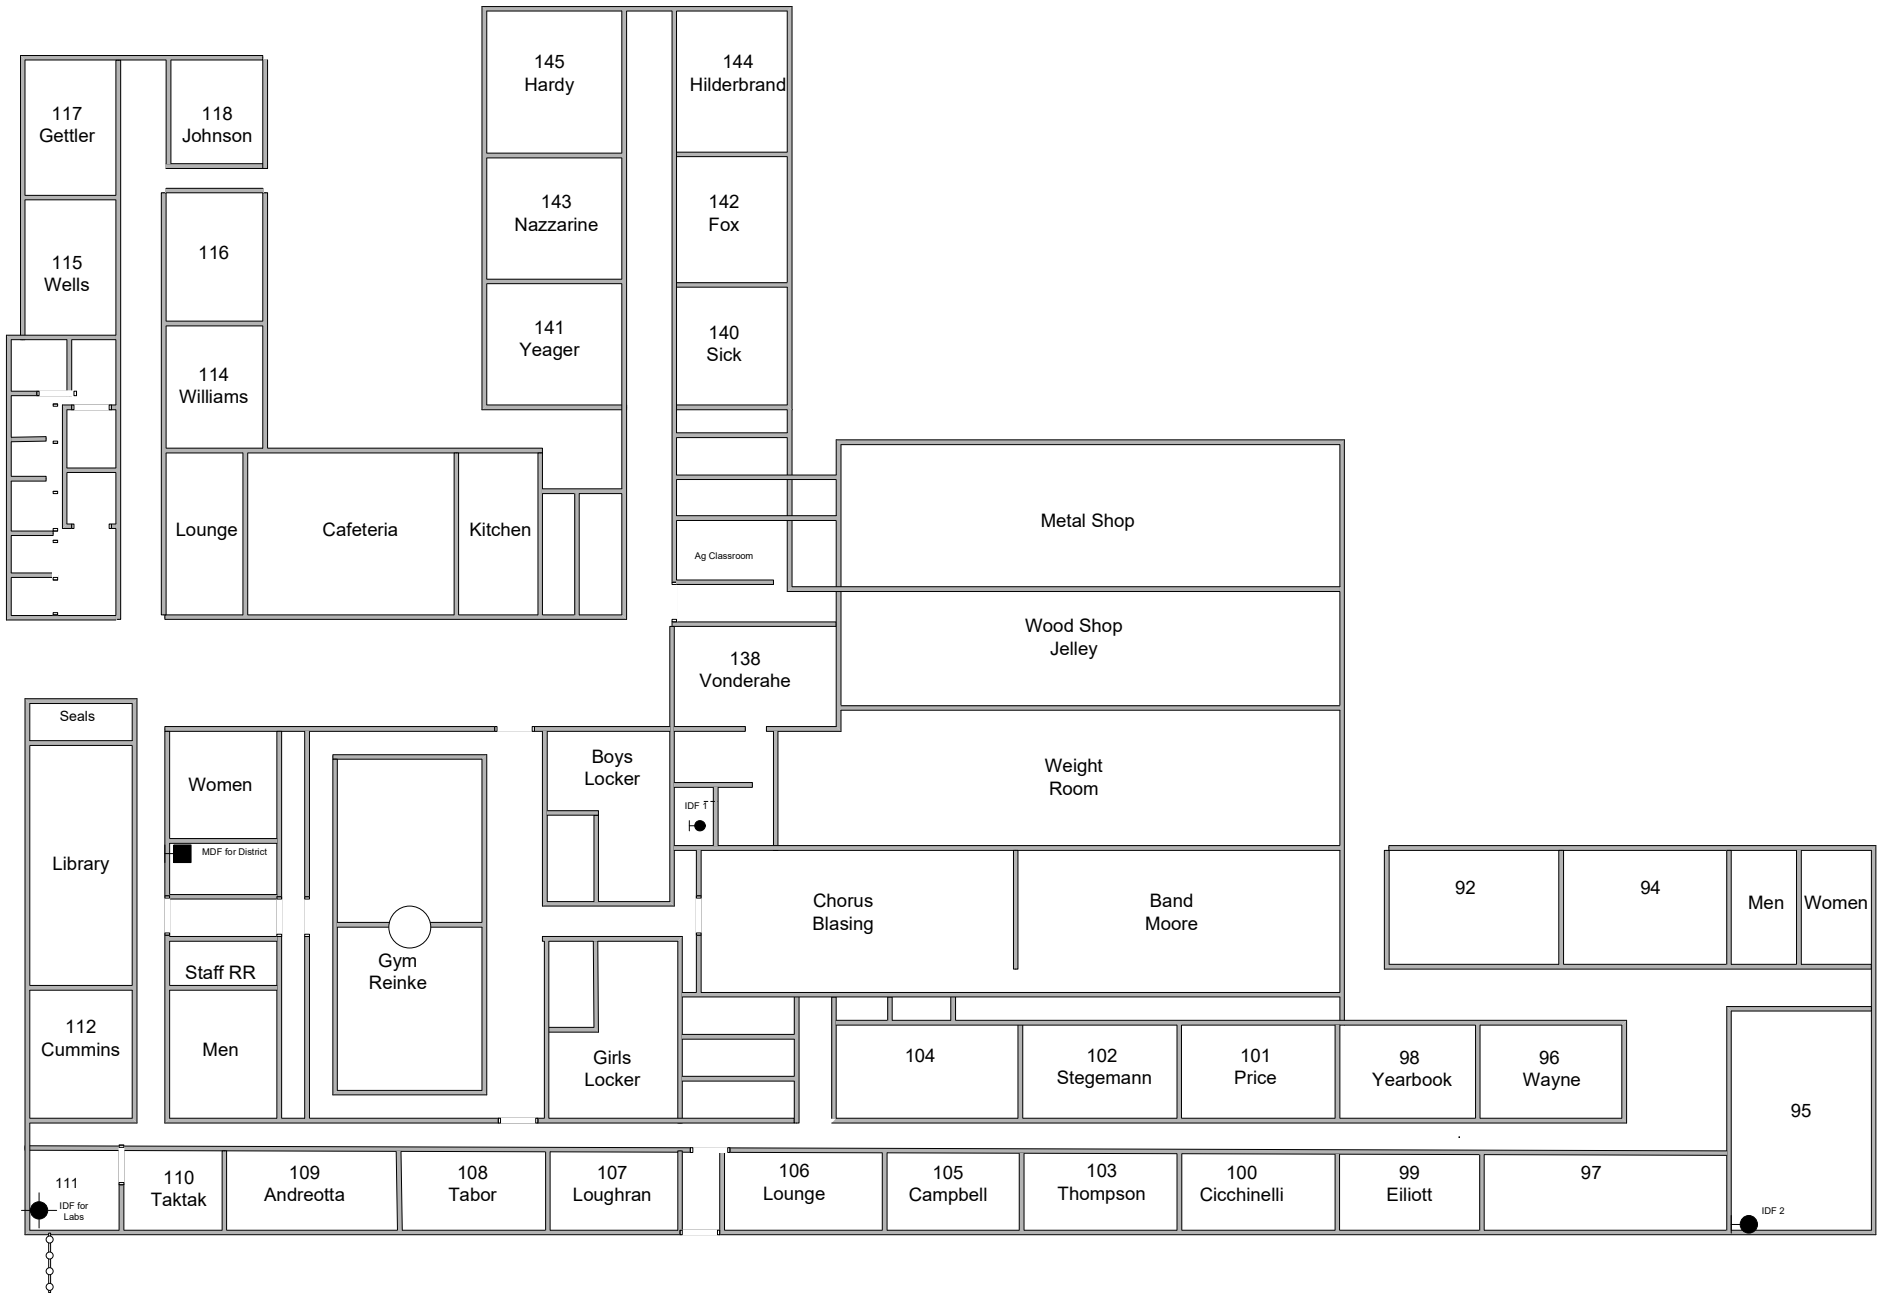 145
Hardy
144
Hilderbrand
117
Gettler
118
Johnson
143
Nazzarine
142
Fox
115
Wells
116
141
Yeager
140
Sick
114
Williams
Lounge
Cafeteria
Kitchen
Metal Shop
Ag Classroom
Wood Shop
Jelley
138
Vonderahe
Seals
Women
Boys
Locker
Weight
Room
IDF 1
Library
MDF for District
Chorus
Blasing
Band
Moore
92
94
Men
Women
Staff RR
Gym
Reinke
112
Cummins
Men
Girls
Locker
104
102
Stegemann
101
Price
98
Yearbook
96
Wayne
95
111
IDF for
Labs
110
Taktak
109
Andreotta
108
Tabor
107
Loughran
106
Lounge
105
Campbell
103
Thompson
100
Cicchinelli
99
Eiliott
97
IDF 2